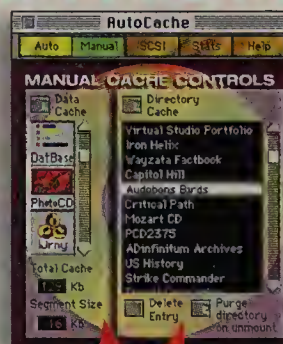 AutoCache
Auto Manual SCSI Stats Help
MANUAL CACHE CONTROLS
Data
Cache
Directory
Cache
DatBase
PhotoCD
Jrny
Virtual Studio Portfolio
Iron Helix
Wayzata Factbook
Capitol Hill
Audobons Birds
Critical Path
Mozart CD
PCD2375
ADinfinitum Archives
US History
Strike Commander
Total Cache
Kb
Segment Size
16 Kb
Delete
Entry
Purge
directory
on unmount